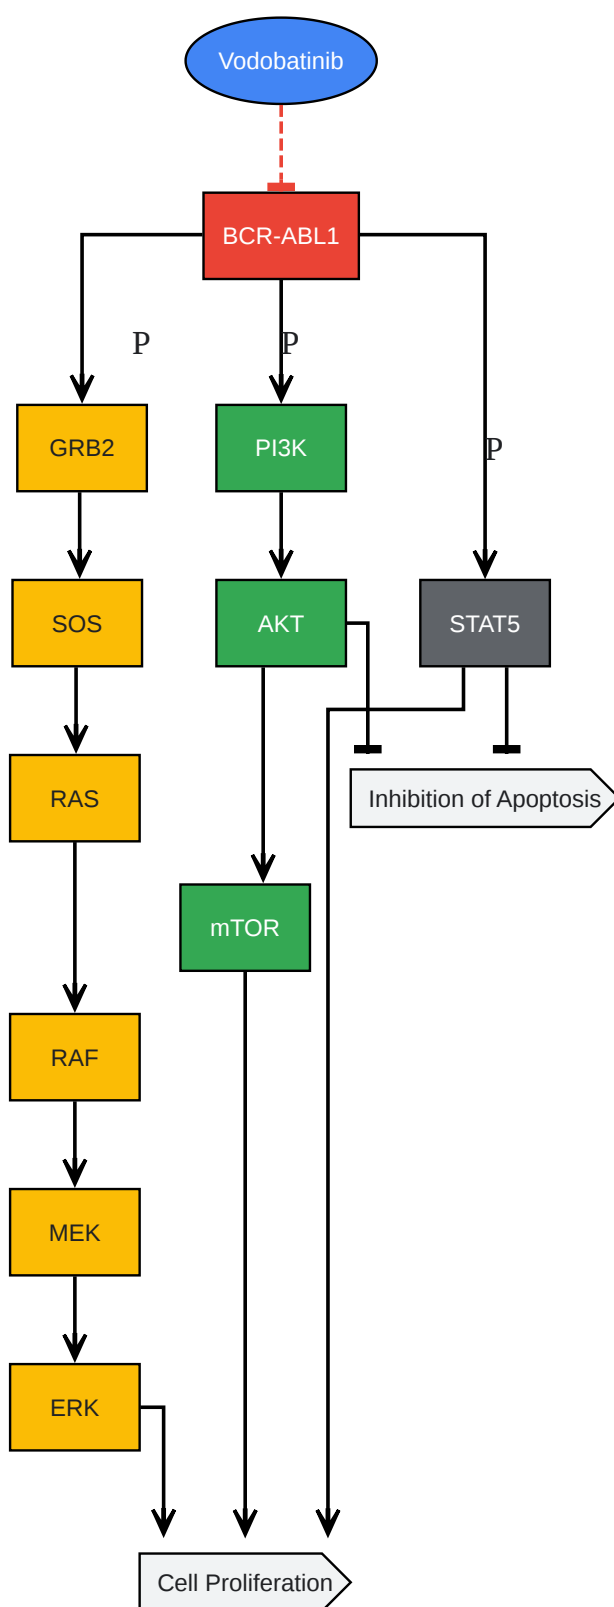 Vodobatinib
BCR-ABL1
P
P
GRB2
PI3K
P
SOS
AKT
STAT5
RAS
Inhibition of Apoptosis
mTOR
RAF
MEK
ERK
Cell Proliferation